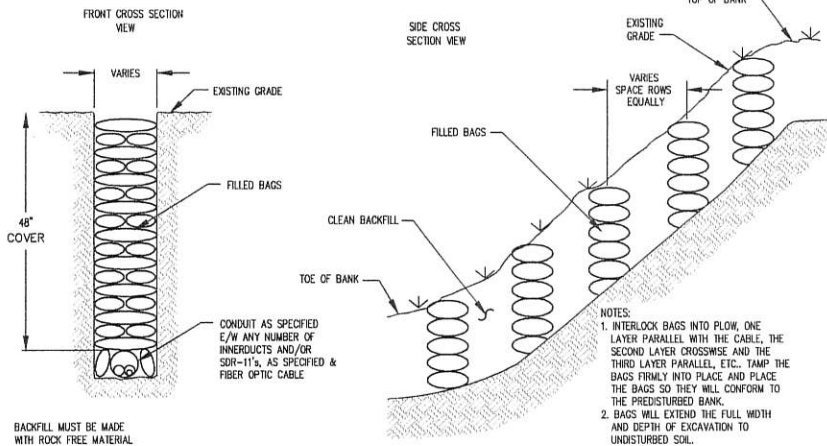 FRONT CROSS SECTION
VIEW
VARIES
EXISTING GRADE
FILLED BAGS
48"
COVER
CONDUIT AS SPECIFIED
E/W ANY NUMBER OF
INNERDUCTS AND/OR
SDR-11's, AS SPECIFIED &
FIBER OPTIC CABLE
BACKFILL MUST BE MADE
WITH ROCK FREE MATERIAL
SIDE CROSS
SECTION VIEW
TOP OF BANK
EXISTING
GRADE
VARIES
SPACE ROWS
EQUALLY
FILLED BAGS
CLEAN BACKFILL
TOE OF BANK
NOTES:
1. INTERLOCK BAGS INTO PLOW, ONE
LAYER PARALLEL WITH THE CABLE, THE
SECOND LAYER CROSSWISE AND THE
THIRD LAYER PARALLEL, ETC.. TAMP THE
BAGS FIRMLY INTO PLACE AND PLACE
THE BAGS SO THEY WILL CONFORM TO
THE PREDISTURBED BANK.
2. BAGS WILL EXTEND THE FULL WIDTH
AND DEPTH OF EXCAVATION TO
UNDISTURBED SOIL.